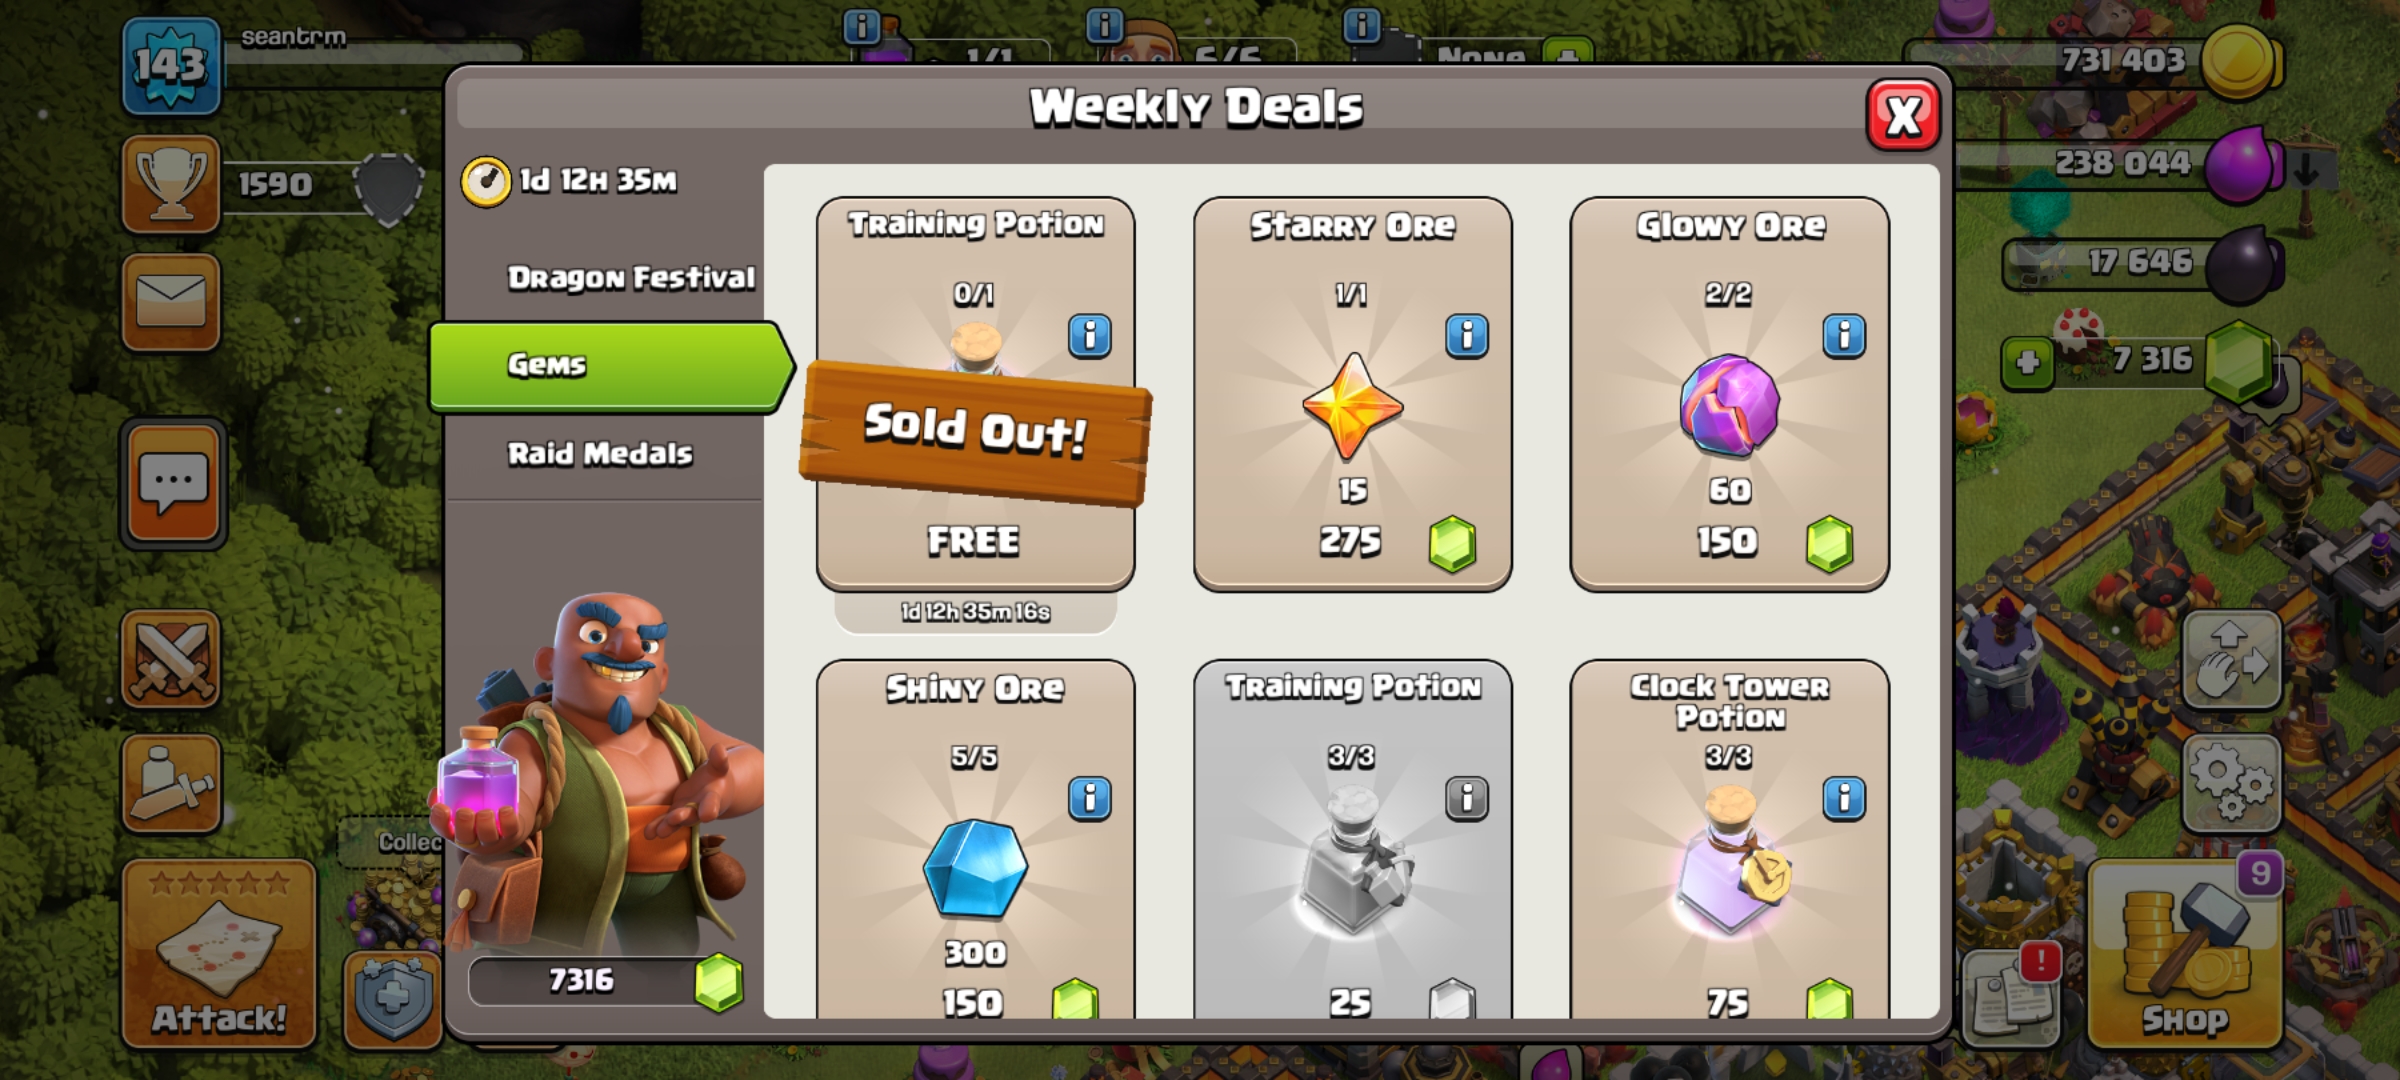 143
seantrm
1/1
6/6
None
731 403
Weekly Deals
X
1590
1d 12h 35m
238 044
17 646
7 316
Dragon Festival
Gems
Raid Medals
Training Potion
0/1
Sold Out!
FREE
1d 12h 35m 16s
Starry Ore
1/1
15
275
Glowy Ore
2/2
60
150
Shiny Ore
5/5
300
150
Training Potion
3/3
25
Clock Tower
Potion
3/3
75
7316
Collec
Attack!
9
!
Shop